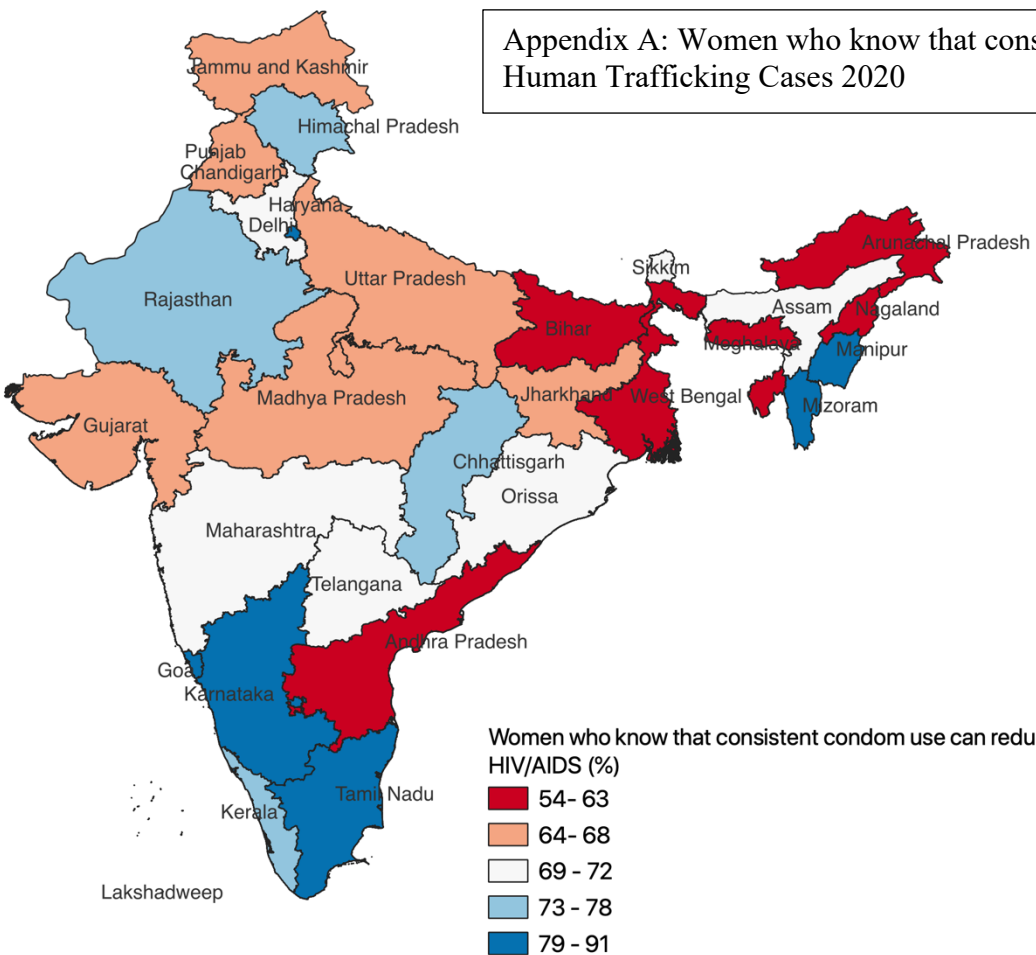 Appendix A: Women who know that cons
Human Trafficking Cases 2020
Jammu and Kashmir
Himachal Pradesh
Punjab
Chandigarh
Haryana
Delhi
Uttar Pradesh
Rajasthan
Sikkim
Arunachal Pradesh
Assam
Nagaland
Bihar
Meghalaya
Manipur
Madhya Pradesh
Jharkhand
West Bengal
Mizoram
Gujarat
Chhattisgarh
Orissa
Maharashtra
Telangana
Andhra Pradesh
Goa
Karnataka
Tamil Nadu
Kerala
Lakshadweep
Women who know that consistent condom use can redu
HIV/AIDS (%)
54 - 63
64 - 68
69 - 72
73 - 78
79 - 91